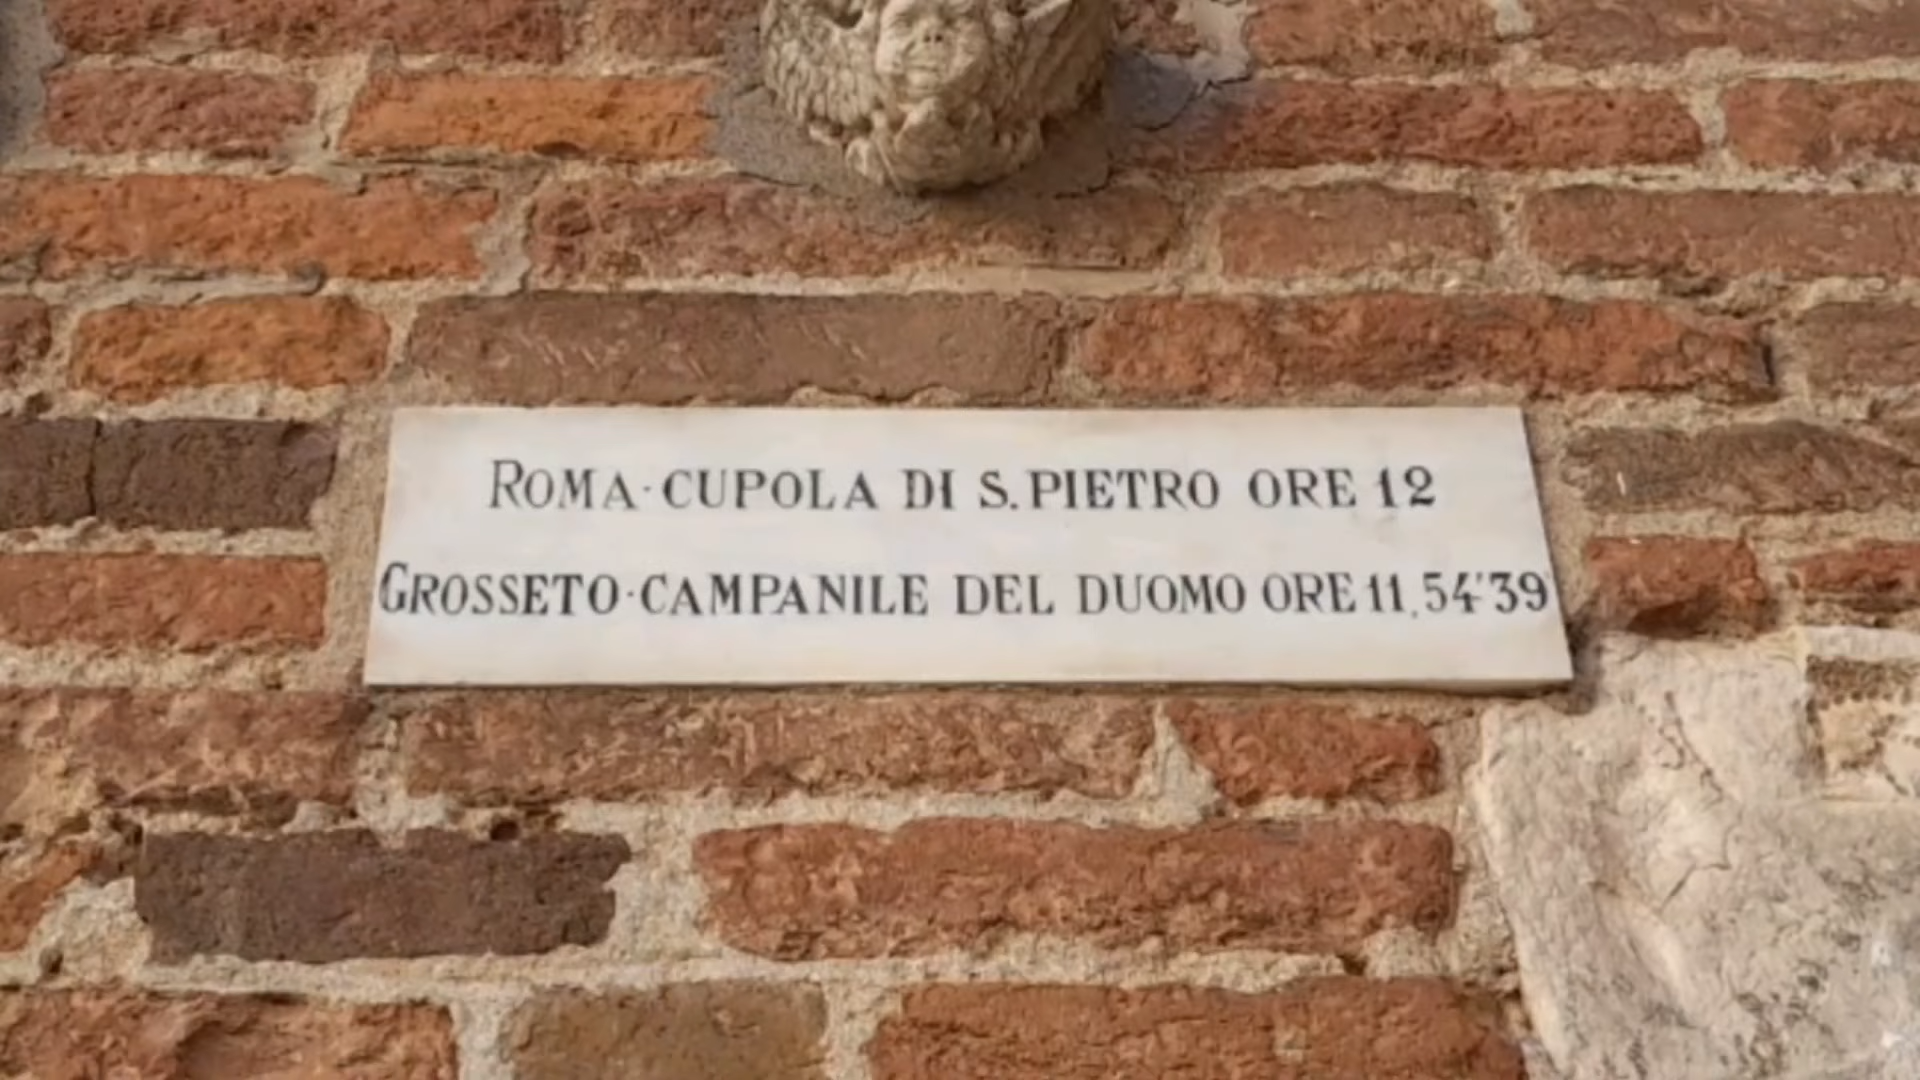 ROMA·CUPOLA DI S.PIETRO ORE 12
GROSSETO·CAMPANILE DEL DUOMO ORE 11,54'39